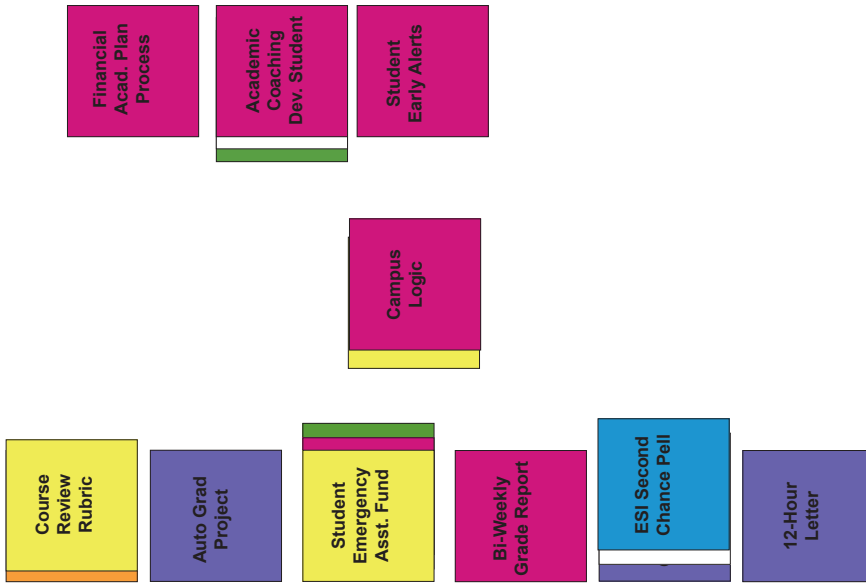 Financial
Acad. Plan
Process
Academic
Coaching
Dev. Student
Student
Early Alerts
Campus
Logic
Course
Review
Rubric
Auto Grad
Project
Student
Emergency
Asst. Fund
Bi-Weekly
Grade Report
ESI Second
Chance Pell
12-Hour
Letter